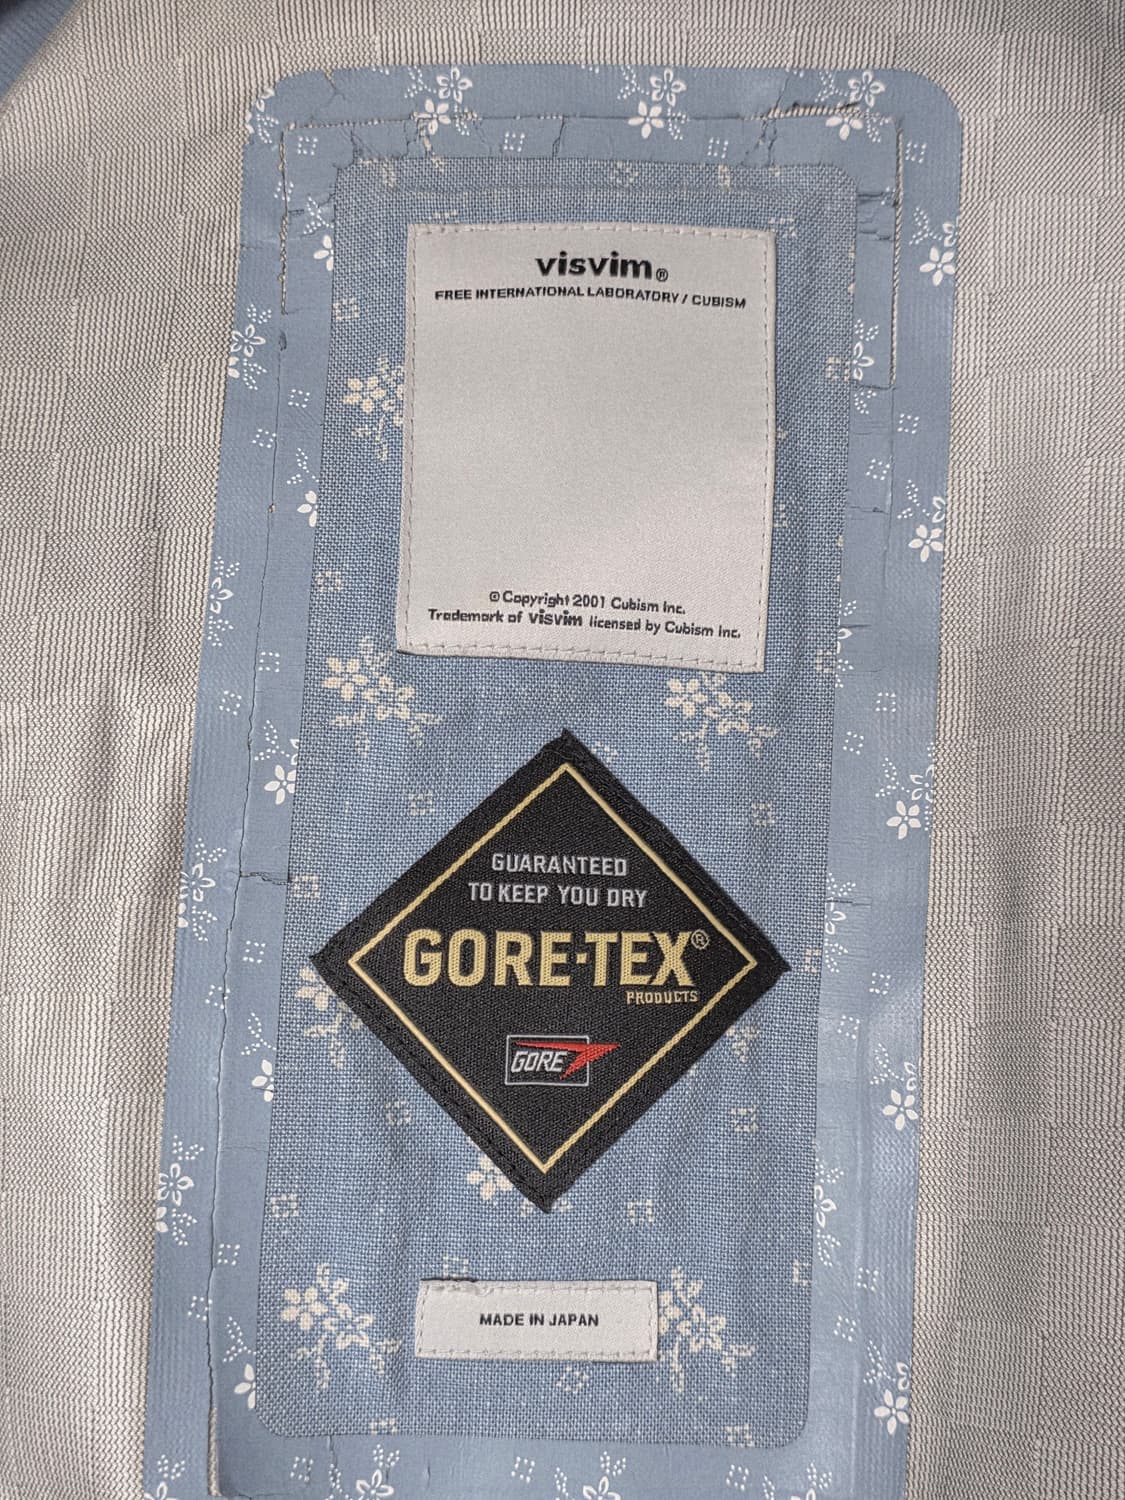 visvim®
FREE INTERNATIONAL LABORATORY / CUBISM
© Copyright 2001 Cubism Inc.
Trademark of visvim licensed by Cubism Inc.
GUARANTEED
TO KEEP YOU DRY
GORE-TEX®
PRODUCTS
GORE
MADE IN JAPAN